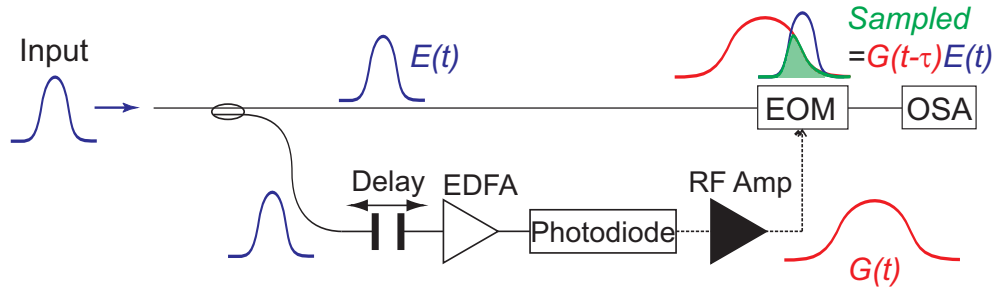 Input
E(t)
Sampled
=G(t-τ)E(t)
EOM
OSA
Delay
EDFA
RF Amp
Photodiode
G(t)